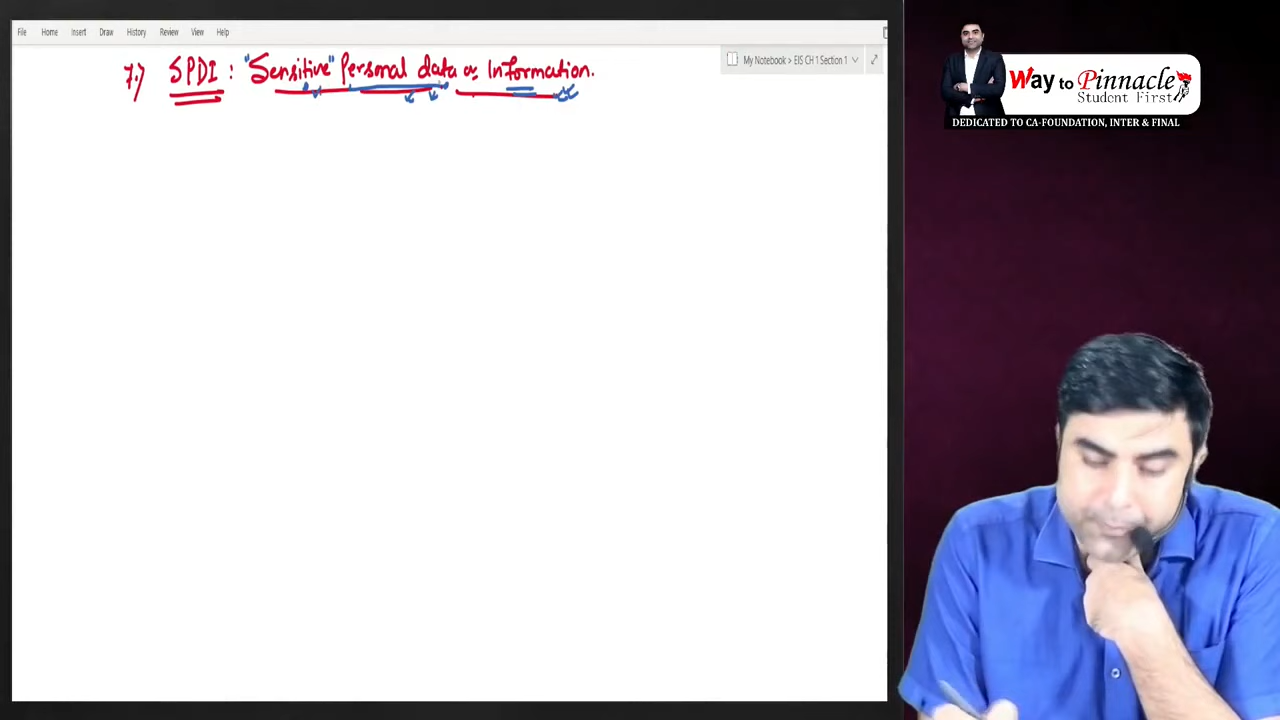 File Home Insert Draw History Review View Help
7.) SPDI : "Sensitive" Personal data or Information.
My Notebook > EIS CH 1 Section 1
Way to Pinnacle
Student First
DEDICATED TO CA-FOUNDATION, INTER & FINAL